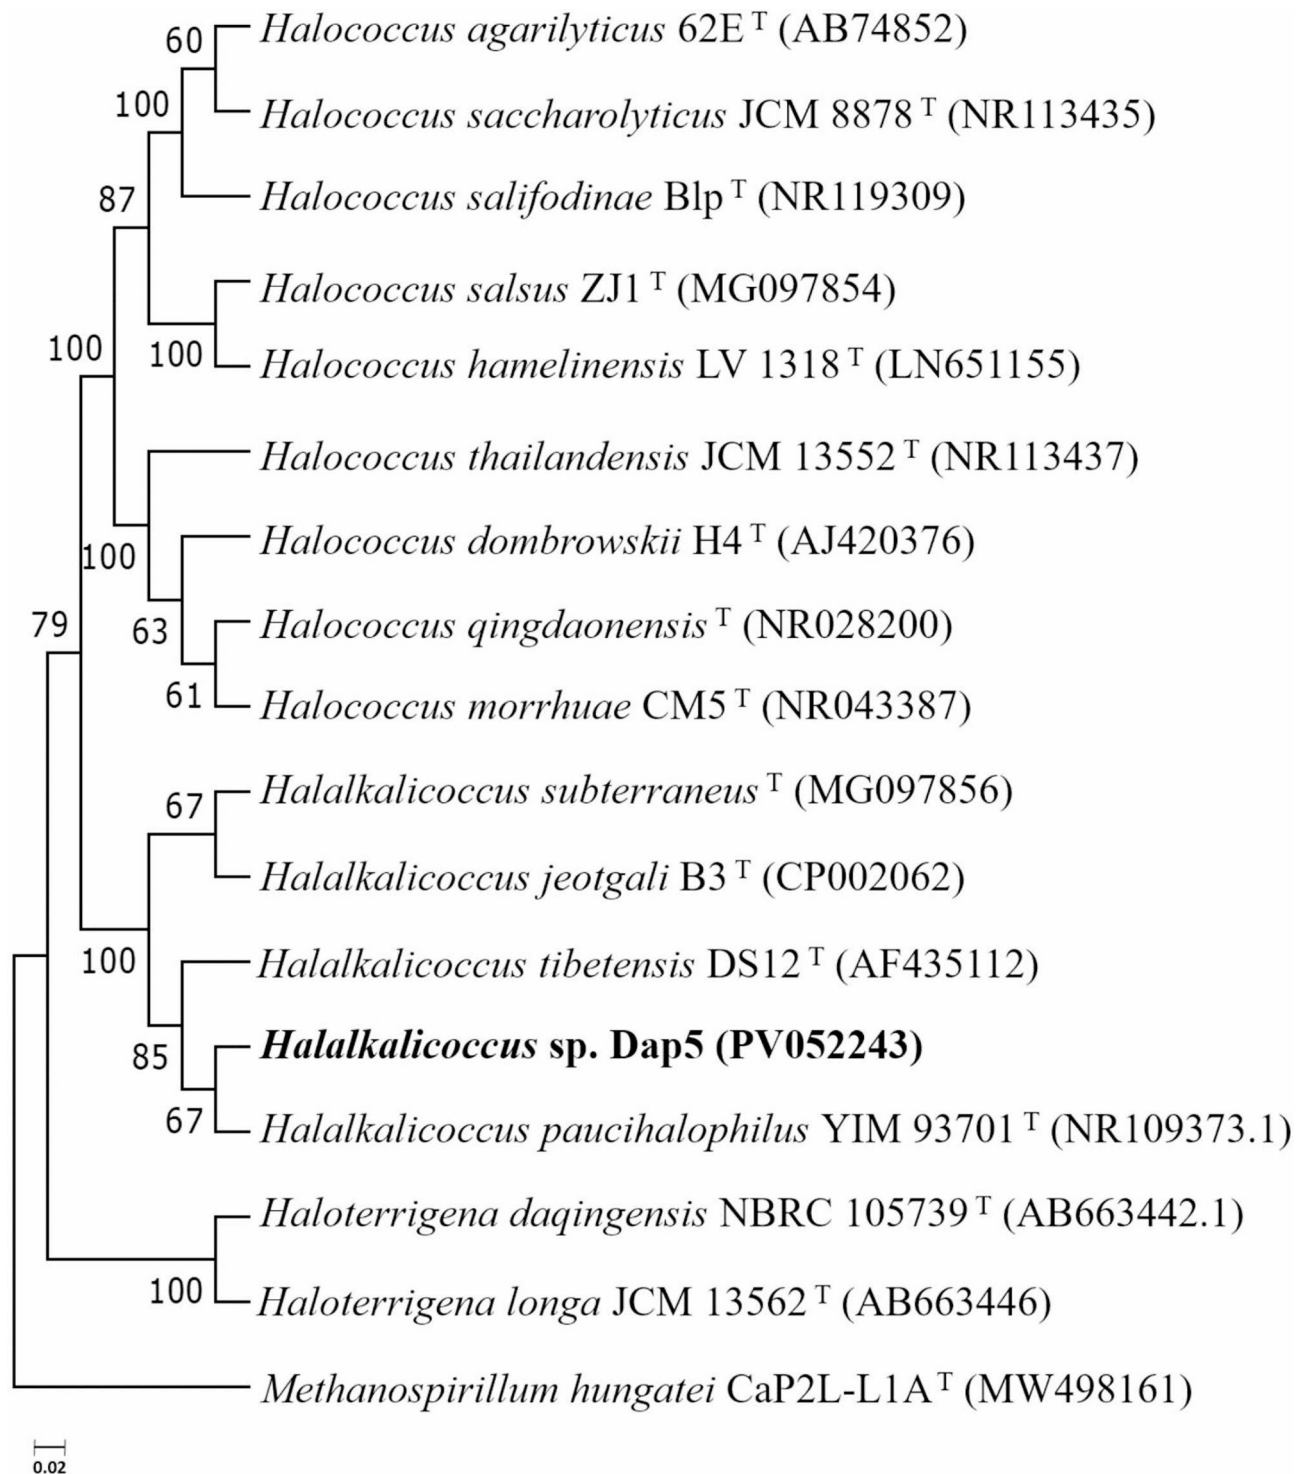 60
Halococcus agarilyticus 62E T (AB74852)
100
Halococcus saccharolyticus JCM 8878 T (NR113435)
87
Halococcus salifodinae Blp T (NR119309)
Halococcus salsus ZJ1 T (MG097854)
100
100
Halococcus hamelinensis LV 1318 T (LN651155)
Halococcus thailandensis JCM 13552 T (NR113437)
100
Halococcus dombrowskii H4 T (AJ420376)
79
63
Halococcus qingdaonensis T (NR028200)
61
Halococcus morrhuae CM5 T (NR043387)
67
Halalkalicoccus subterraneus T (MG097856)
Halalkalicoccus jeotgali B3 T (CP002062)
100
Halalkalicoccus tibetensis DS12 T (AF435112)
85
Halalkalicoccus sp. Dap5 (PV052243)
67
Halalkalicoccus paucihalophilus YIM 93701 T (NR109373.1)
Haloterrigena daqingensis NBRC 105739 T (AB663442.1)
100
Haloterrigena longa JCM 13562 T (AB663446)
Methanospirillum hungatei CaP2L-L1A T (MW498161)
0.02